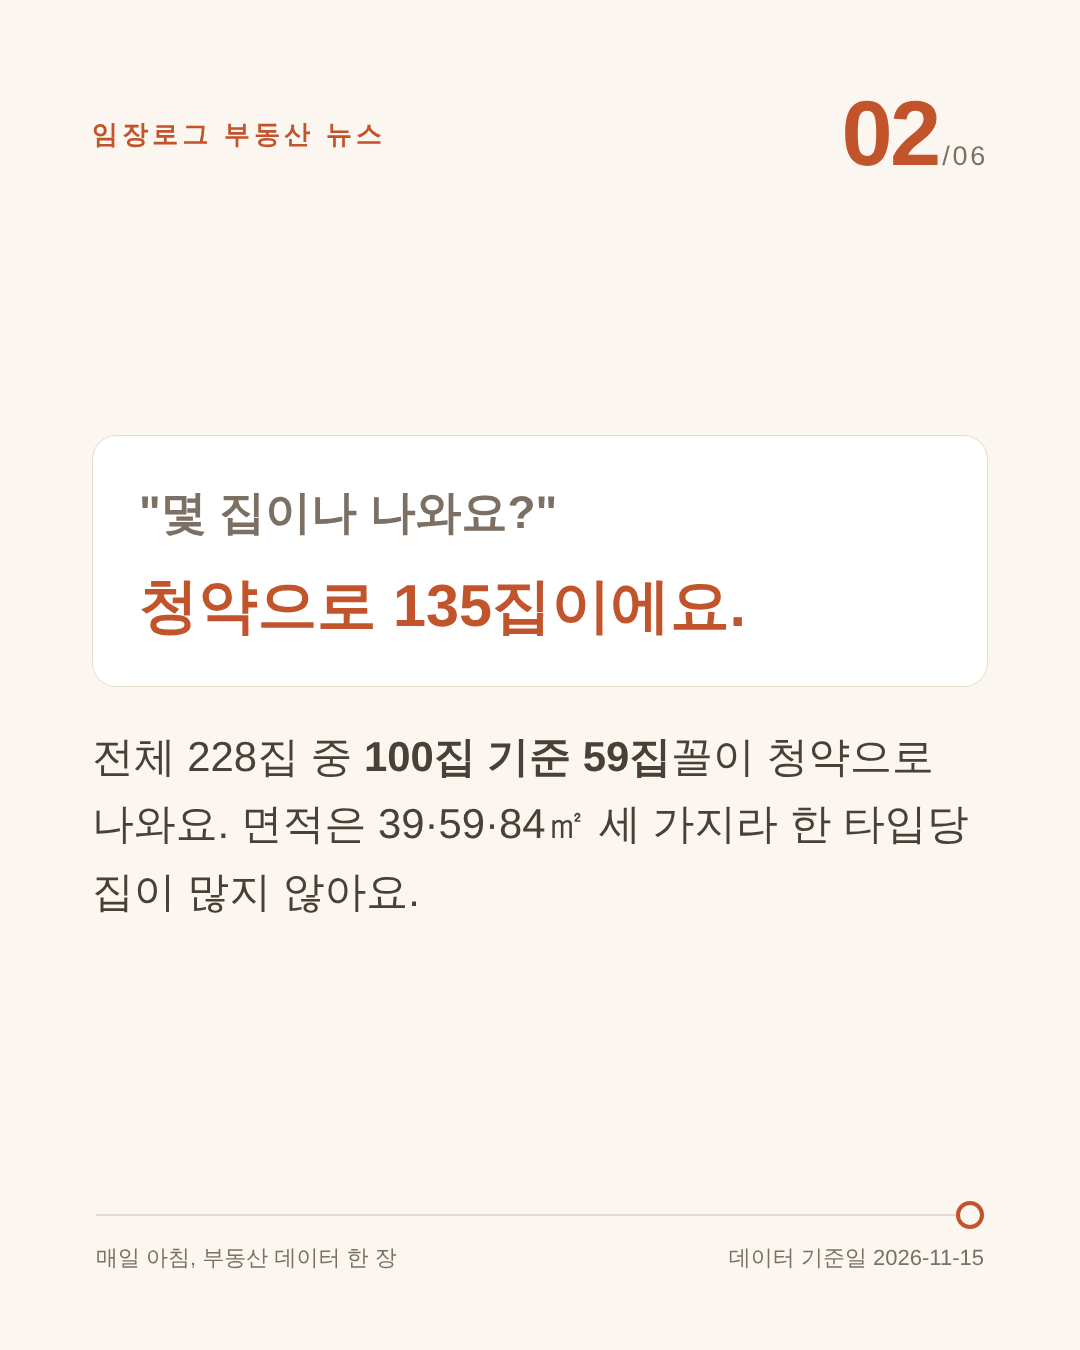 임장로그 부동산 뉴스
02/06
"몇 집이나 나와요?"
청약으로 135집이에요.
전체 228집 중 100집 기준 59집꼴이 청약으로
나와요. 면적은 39·59·84㎡ 세 가지라 한 타입당
집이 많지 않아요.
매일 아침, 부동산 데이터 한 장
데이터 기준일 2026-11-15